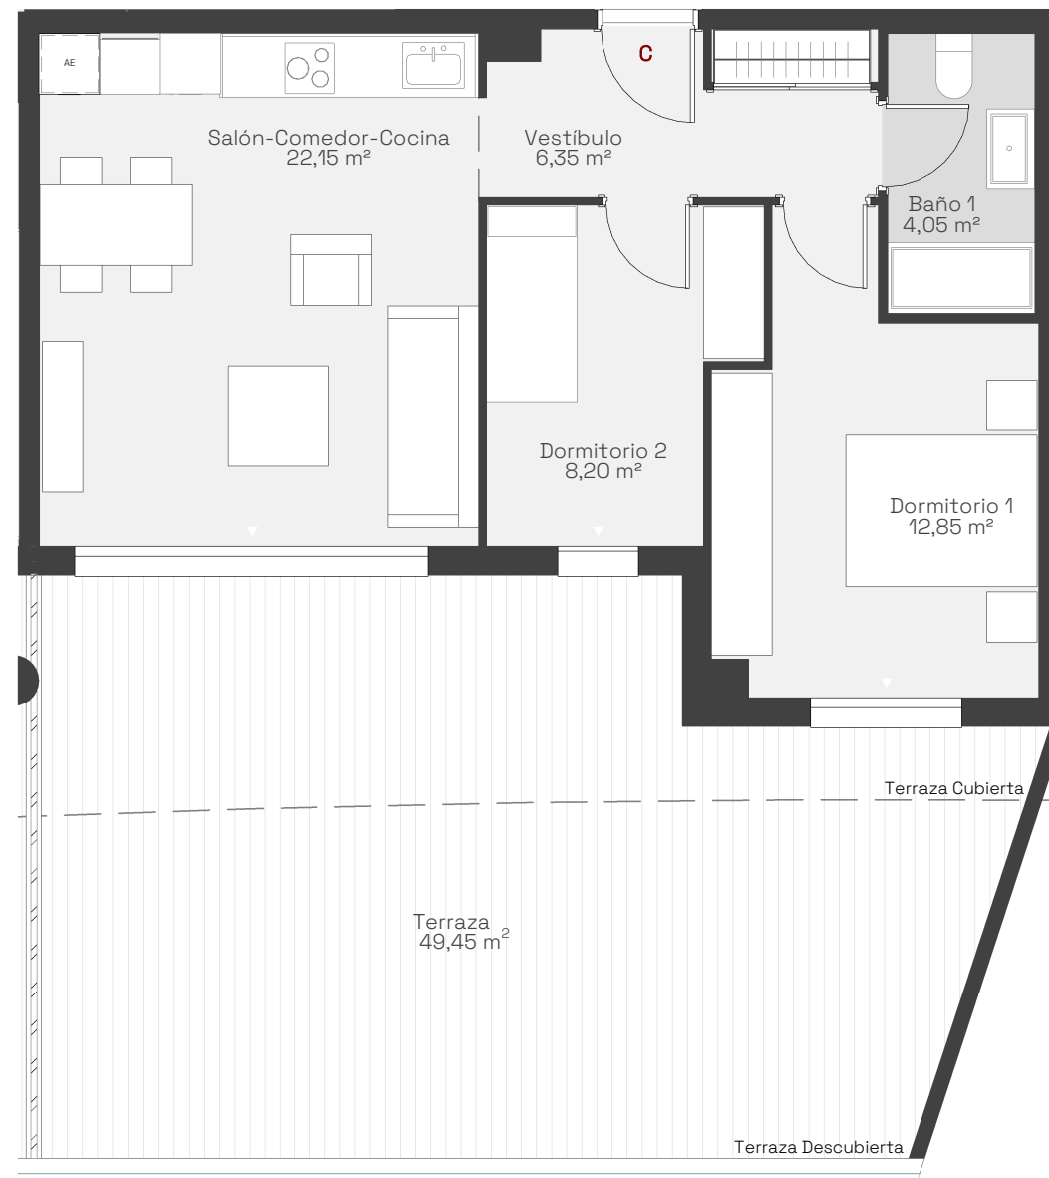 C
AE
Salón-Comedor-Cocina
22,15 m²
Vestíbulo
6,35 m²
Baño 1
4,05 m²
Dormitorio 2
8,20 m²
Dormitorio 1
12,85 m²
Terraza Cubierta
Terraza
49,45 m²
Terraza Descubierta